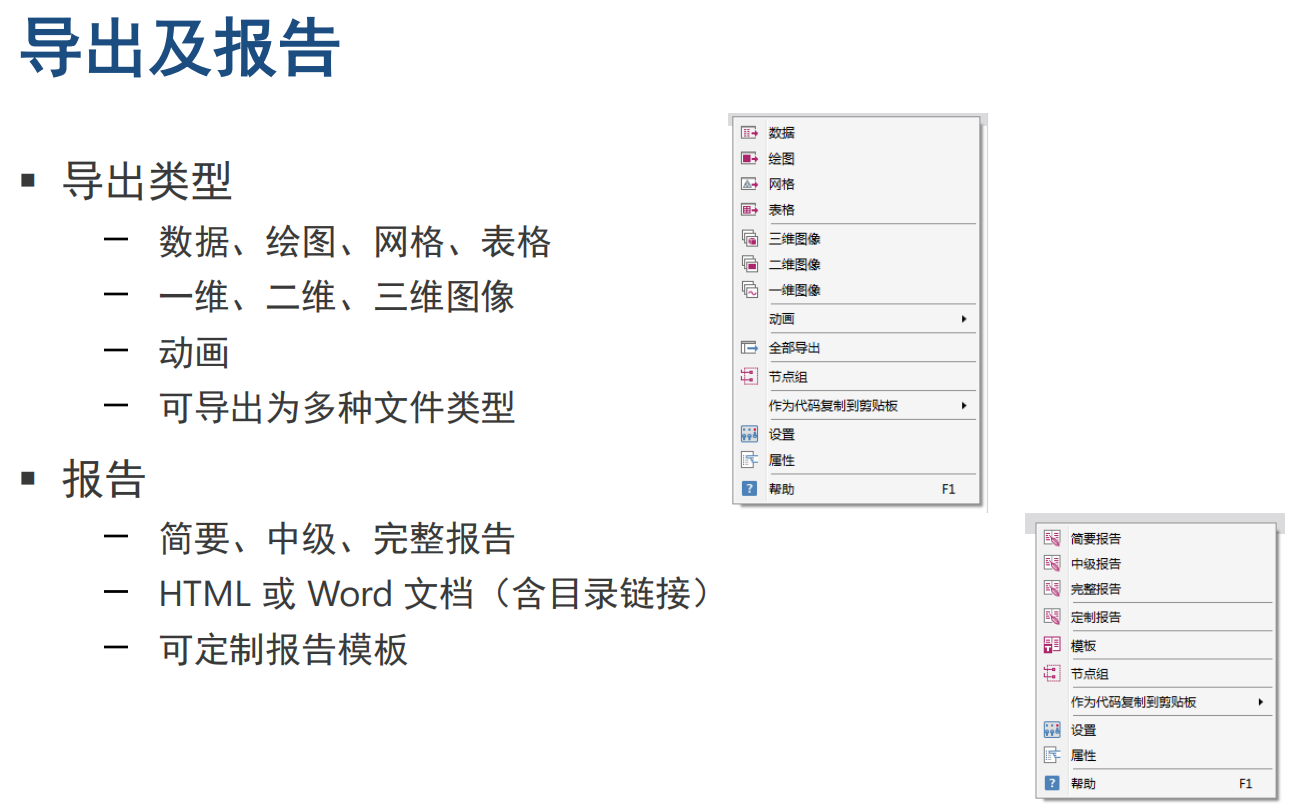 导出及报告
▪ 导出类型
– 数据、绘图、网格、表格
– 一维、二维、三维图像
– 动画
– 可导出为多种文件类型
▪ 报告
– 简要、中级、完整报告
– HTML 或 Word 文档（含目录链接）
– 可定制报告模板
数据
绘图
网格
表格
三维图像
二维图像
一维图像
动画
全部导出
节点组
作为代码复制到剪贴板
设置
属性
帮助 F1
简要报告
中级报告
完整报告
定制报告
模板
节点组
作为代码复制到剪贴板
设置
属性
帮助 F1